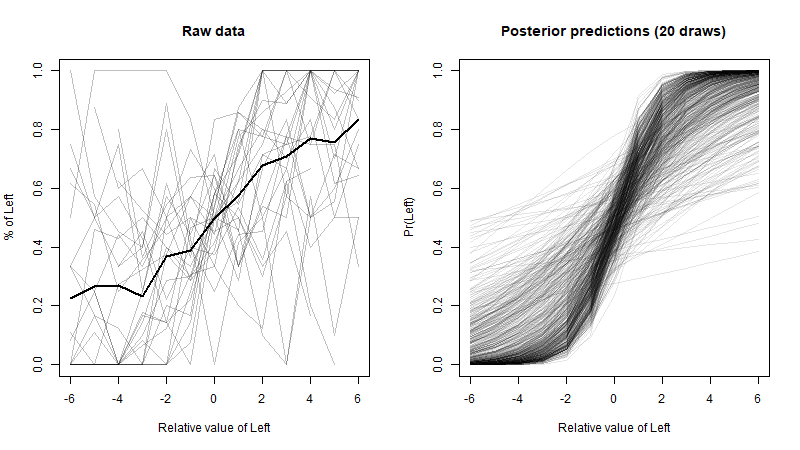 Raw data
% of Left
1.0
0.8
0.6
0.4
0.2
0.0
-6 -4 -2 0 2 4 6
Relative value of Left
Posterior predictions (20 draws)
Pr(Left)
1.0
0.8
0.6
0.4
0.2
0.0
-6 -4 -2 0 2 4 6
Relative value of Left